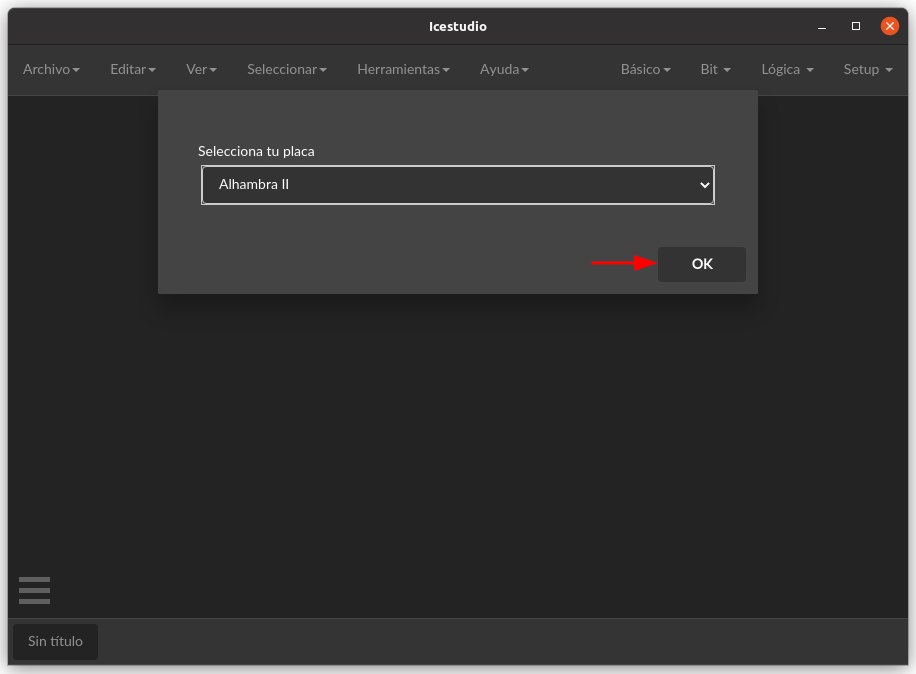 Icestudio
Archivo Editar Ver Seleccionar Herramientas Ayuda Básico Bit Lógica Setup
Selecciona tu placa
Alhambra II
OK
Sin título